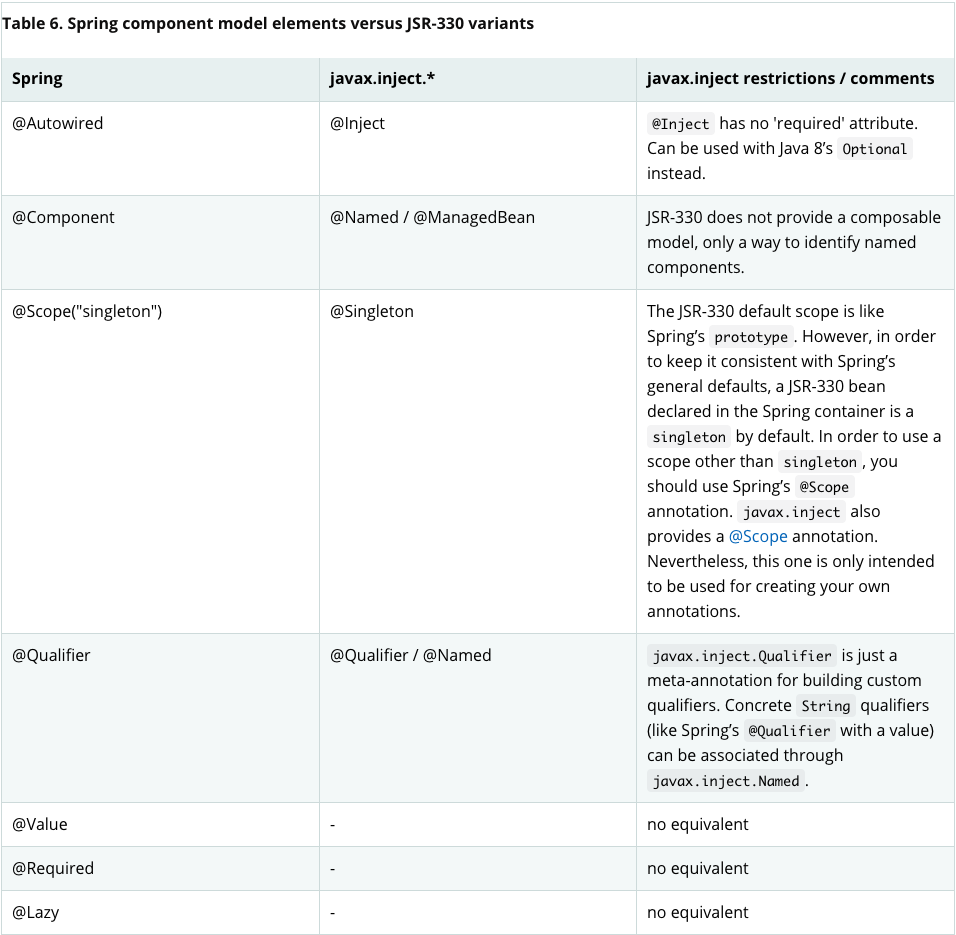 Table 6. Spring component model elements versus JSR-330 variants
Spring
javax.inject.*
javax.inject restrictions / comments
@Autowired
@Inject
@Inject has no 'required' attribute.
Can be used with Java 8’s Optional
instead.
@Component
@Named / @ManagedBean
JSR-330 does not provide a composable
model, only a way to identify named
components.
@Scope("singleton")
@Singleton
The JSR-330 default scope is like
Spring’s prototype. However, in order
to keep it consistent with Spring’s
general defaults, a JSR-330 bean
declared in the Spring container is a
singleton by default. In order to use a
scope other than singleton, you
should use Spring’s @Scope
annotation. javax.inject also
provides a @Scope annotation.
Nevertheless, this one is only intended
to be used for creating your own
annotations.
@Qualifier
@Qualifier / @Named
javax.inject.Qualifier is just a
meta-annotation for building custom
qualifiers. Concrete String qualifiers
(like Spring’s @Qualifier with a value)
can be associated through
javax.inject.Named.
@Value
-
no equivalent
@Required
-
no equivalent
@Lazy
-
no equivalent